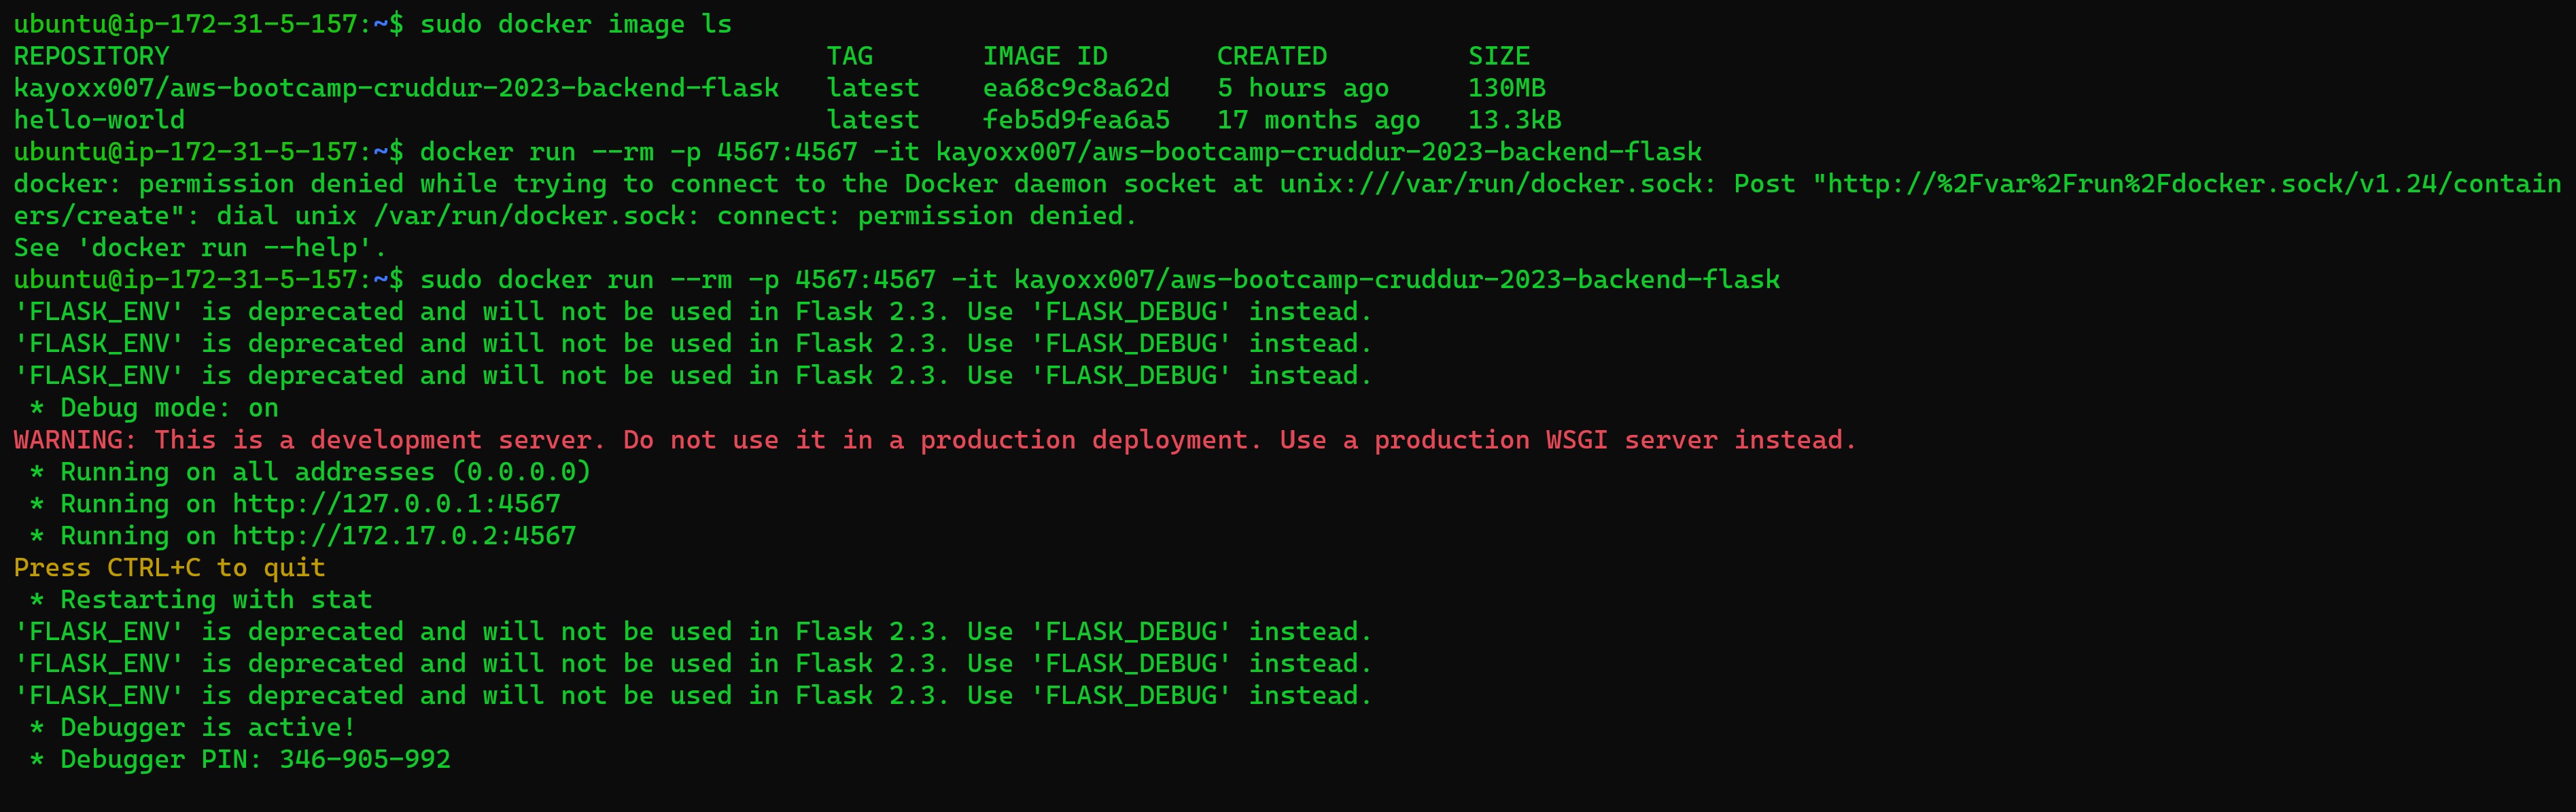 ubuntu@ip-172-31-5-157:~$ sudo docker image ls
REPOSITORY                                          TAG       IMAGE ID       CREATED         SIZE
kayoxx007/aws-bootcamp-cruddur-2023-backend-flask   latest    ea68c9c8a62d   5 hours ago     130MB
hello-world                                         latest    feb5d9fea6a5   17 months ago   13.3kB
ubuntu@ip-172-31-5-157:~$ docker run --rm -p 4567:4567 -it kayoxx007/aws-bootcamp-cruddur-2023-backend-flask
docker: permission denied while trying to connect to the Docker daemon socket at unix:///var/run/docker.sock: Post "http://%2Fvar%2Frun%2Fdocker.sock/v1.24/contain
ers/create": dial unix /var/run/docker.sock: connect: permission denied.
See 'docker run --help'.
ubuntu@ip-172-31-5-157:~$ sudo docker run --rm -p 4567:4567 -it kayoxx007/aws-bootcamp-cruddur-2023-backend-flask
'FLASK_ENV' is deprecated and will not be used in Flask 2.3. Use 'FLASK_DEBUG' instead.
'FLASK_ENV' is deprecated and will not be used in Flask 2.3. Use 'FLASK_DEBUG' instead.
'FLASK_ENV' is deprecated and will not be used in Flask 2.3. Use 'FLASK_DEBUG' instead.
 * Debug mode: on
WARNING: This is a development server. Do not use it in a production deployment. Use a production WSGI server instead.
 * Running on all addresses (0.0.0.0)
 * Running on http://127.0.0.1:4567
 * Running on http://172.17.0.2:4567
Press CTRL+C to quit
 * Restarting with stat
'FLASK_ENV' is deprecated and will not be used in Flask 2.3. Use 'FLASK_DEBUG' instead.
'FLASK_ENV' is deprecated and will not be used in Flask 2.3. Use 'FLASK_DEBUG' instead.
'FLASK_ENV' is deprecated and will not be used in Flask 2.3. Use 'FLASK_DEBUG' instead.
 * Debugger is active!
 * Debugger PIN: 346-905-992